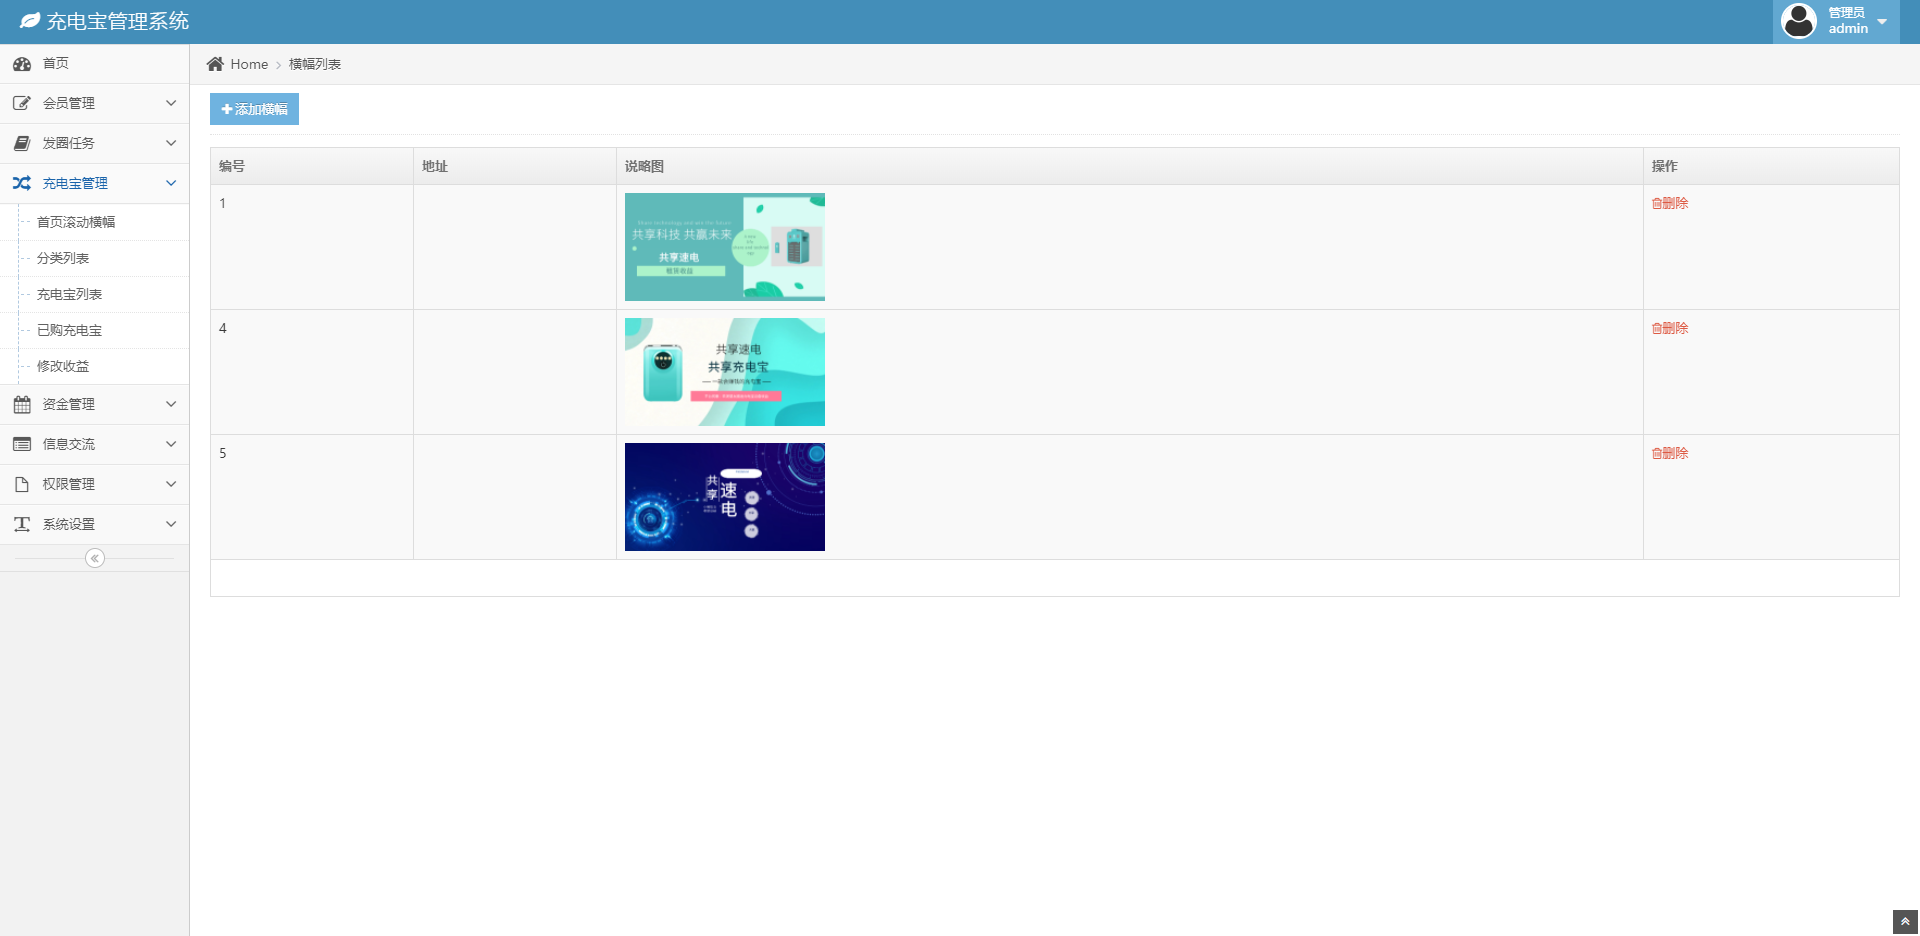 充电宝管理系统
管理员
admin
首页
会员管理
发圈任务
充电宝管理
首页滚动横幅
分类列表
充电宝列表
已购充电宝
修改收益
资金管理
信息交流
权限管理
系统设置
Home
横幅列表
添加横幅
编号
地址
说略图
操作
1
共享科技 共赢未来
共享速电
删除
4
共享速电
共享充电宝
删除
5
共享
速电
删除